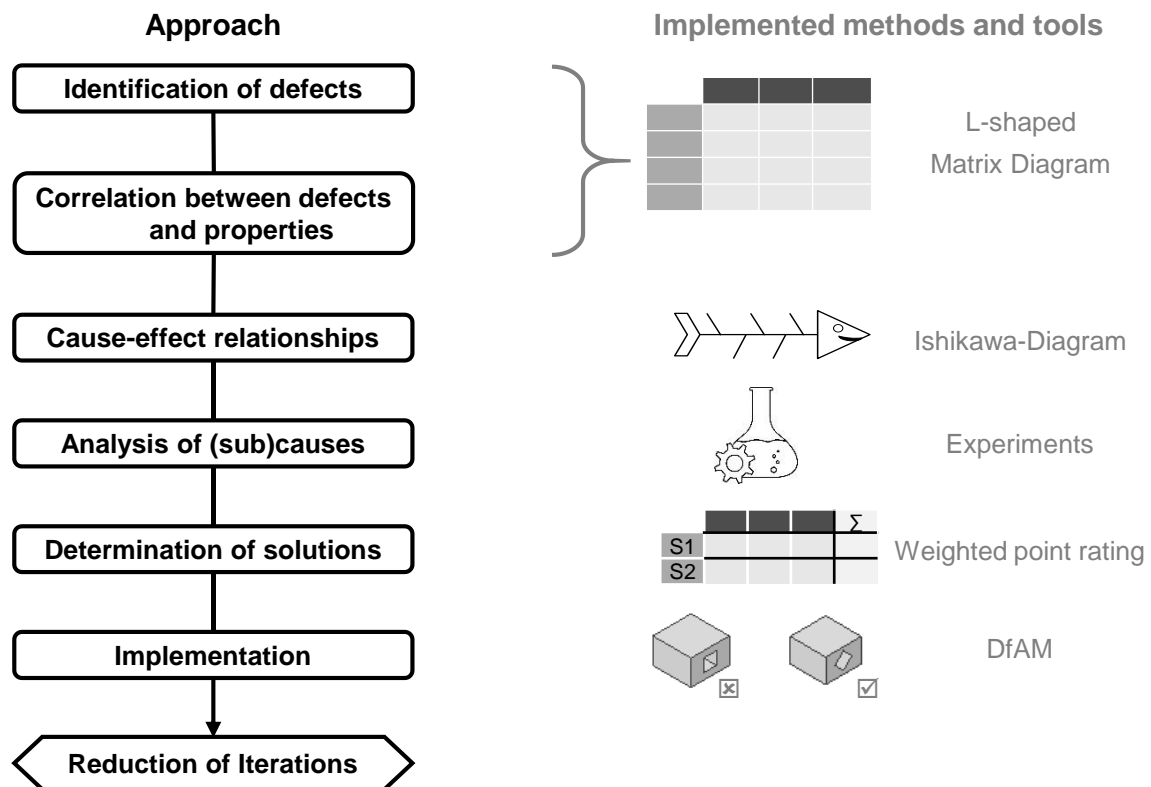 Approach
Implemented methods and tools
Identification of defects
L-shaped
Matrix Diagram
Correlation between defects
and properties
Cause-effect relationships
Ishikawa-Diagram
Analysis of (sub)causes
Experiments
Determination of solutions
Σ
S1
S2
Weighted point rating
Implementation
DfAM
Reduction of Iterations